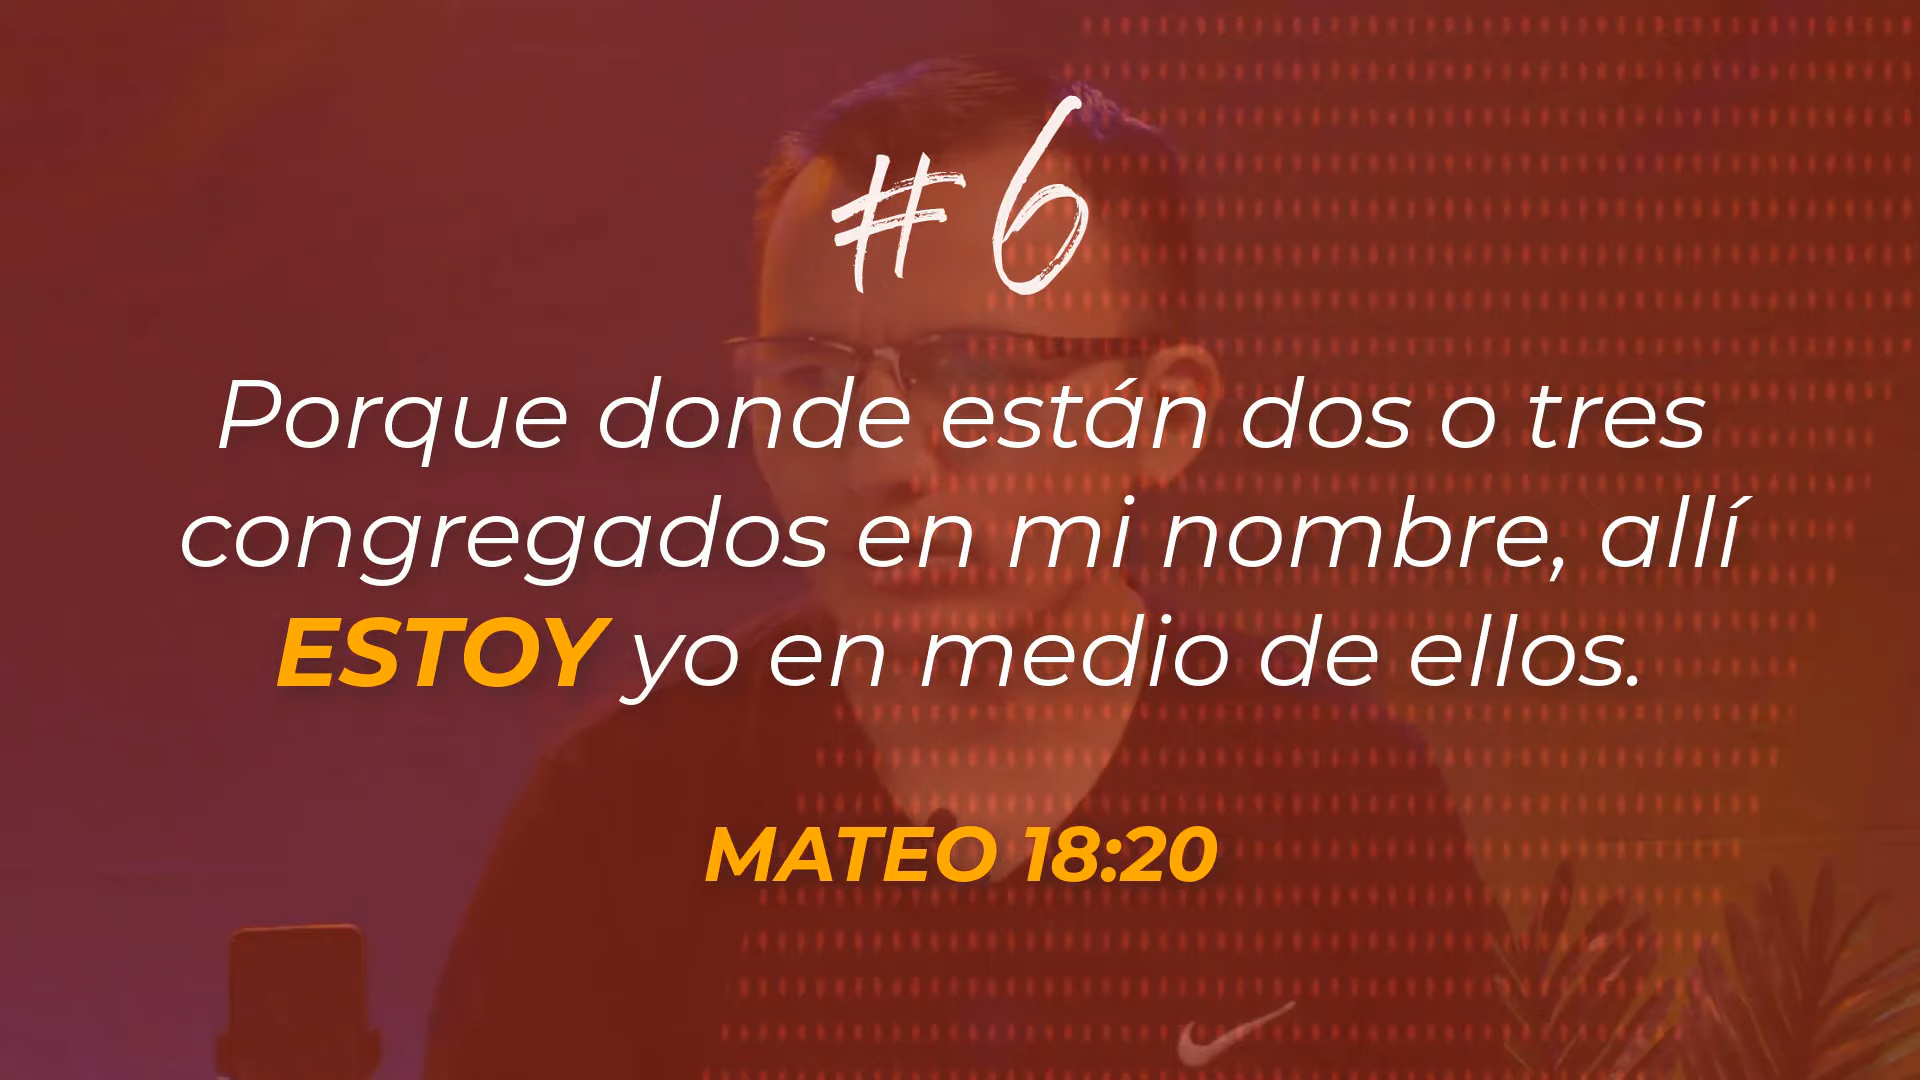 # 6
Porque donde están dos o tres
congregados en mi nombre, allí
ESTOY yo en medio de ellos.
MATEO 18:20